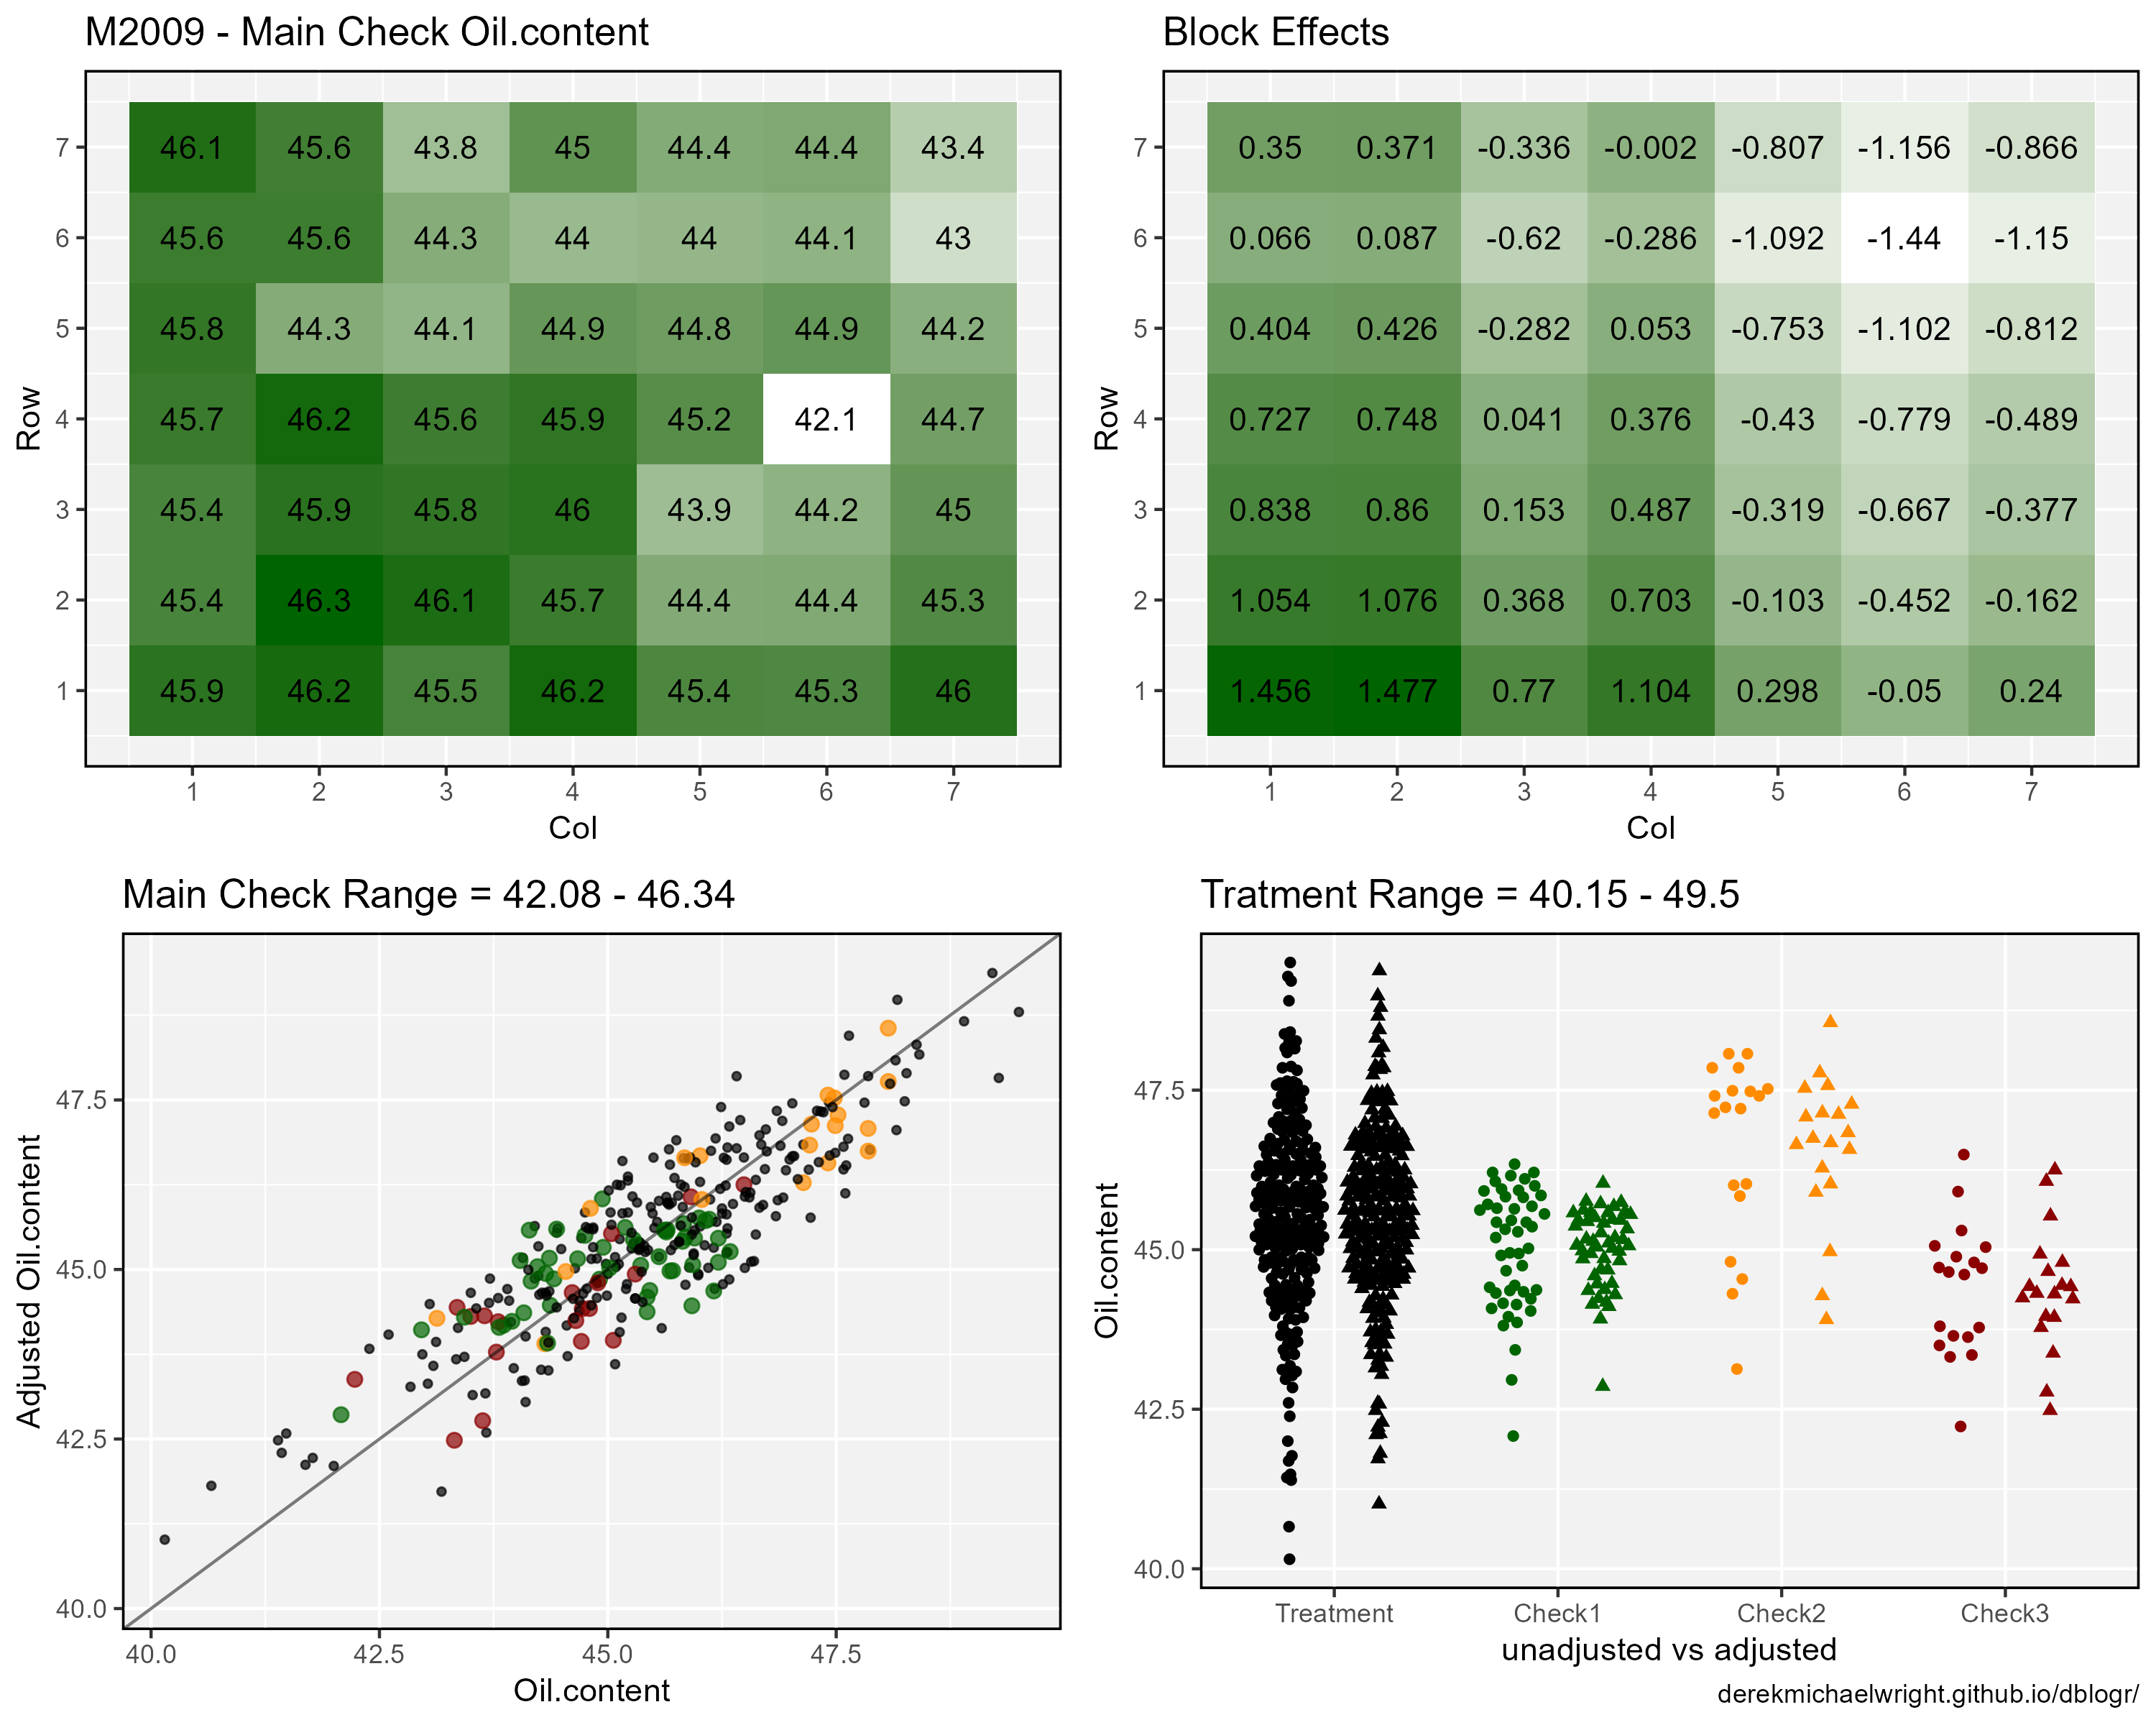 M2009 - Main Check Oil.content
Row
7 46.1 45.6 43.8 45 44.4 44.4 43.4
6 45.6 45.6 44.3 44 44 44.1 43
5 45.8 44.3 44.1 44.9 44.8 44.9 44.2
4 45.7 46.2 45.6 45.9 45.2 42.1 44.7
3 45.4 45.9 45.8 46 43.9 44.2 45
2 45.4 46.3 46.1 45.7 44.4 44.4 45.3
1 45.9 46.2 45.5 46.2 45.4 45.3 46
1 2 3 4 5 6 7
Col
Block Effects
Row
7 0.35 0.371 -0.336 -0.002 -0.807 -1.156 -0.866
6 0.066 0.087 -0.62 -0.286 -1.092 -1.44 -1.15
5 0.404 0.426 -0.282 0.053 -0.753 -1.102 -0.812
4 0.727 0.748 0.041 0.376 -0.43 -0.779 -0.489
3 0.838 0.86 0.153 0.487 -0.319 -0.667 -0.377
2 1.054 1.076 0.368 0.703 -0.103 -0.452 -0.162
1 1.456 1.477 0.77 1.104 0.298 -0.05 0.24
1 2 3 4 5 6 7
Col
Main Check Range = 42.08 - 46.34
Adjusted Oil.content
47.5
45.0
42.5
40.0
40.0 42.5 45.0 47.5
Oil.content
Tratment Range = 40.15 - 49.5
Oil.content
47.5
45.0
42.5
40.0
Treatment Check1 Check2 Check3
unadjusted vs adjusted
derekmichaelwright.github.io/dblogr/